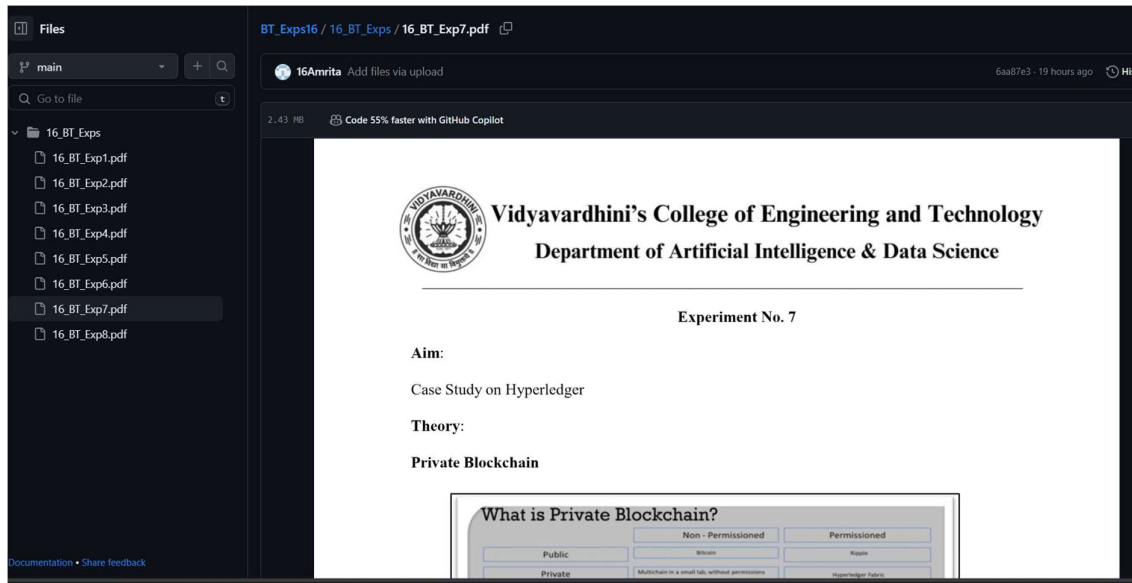 Files
main
Go to file
t
16_BT_Exps
16_BT_Exp1.pdf
16_BT_Exp2.pdf
16_BT_Exp3.pdf
16_BT_Exp4.pdf
16_BT_Exp5.pdf
16_BT_Exp6.pdf
16_BT_Exp7.pdf
16_BT_Exp8.pdf
Documentation • Share feedback
BT_Exps16 / 16_BT_Exps / 16_BT_Exp7.pdf
16Amrita Add files via upload
6aa87e3 · 19 hours ago
Hi
2.43 MB Code 55% faster with GitHub Copilot
VIDYAVARDHINI
Vidyavardhini's College of Engineering and Technology
Department of Artificial Intelligence & Data Science
Experiment No. 7
Aim:
Case Study on Hyperledger
Theory:
Private Blockchain
What is Private Blockchain?
Non - Permissioned Permissioned
Public Bitcoin Ripple
Private Multichain in a small lab, without permissions Hyperledger Fabric